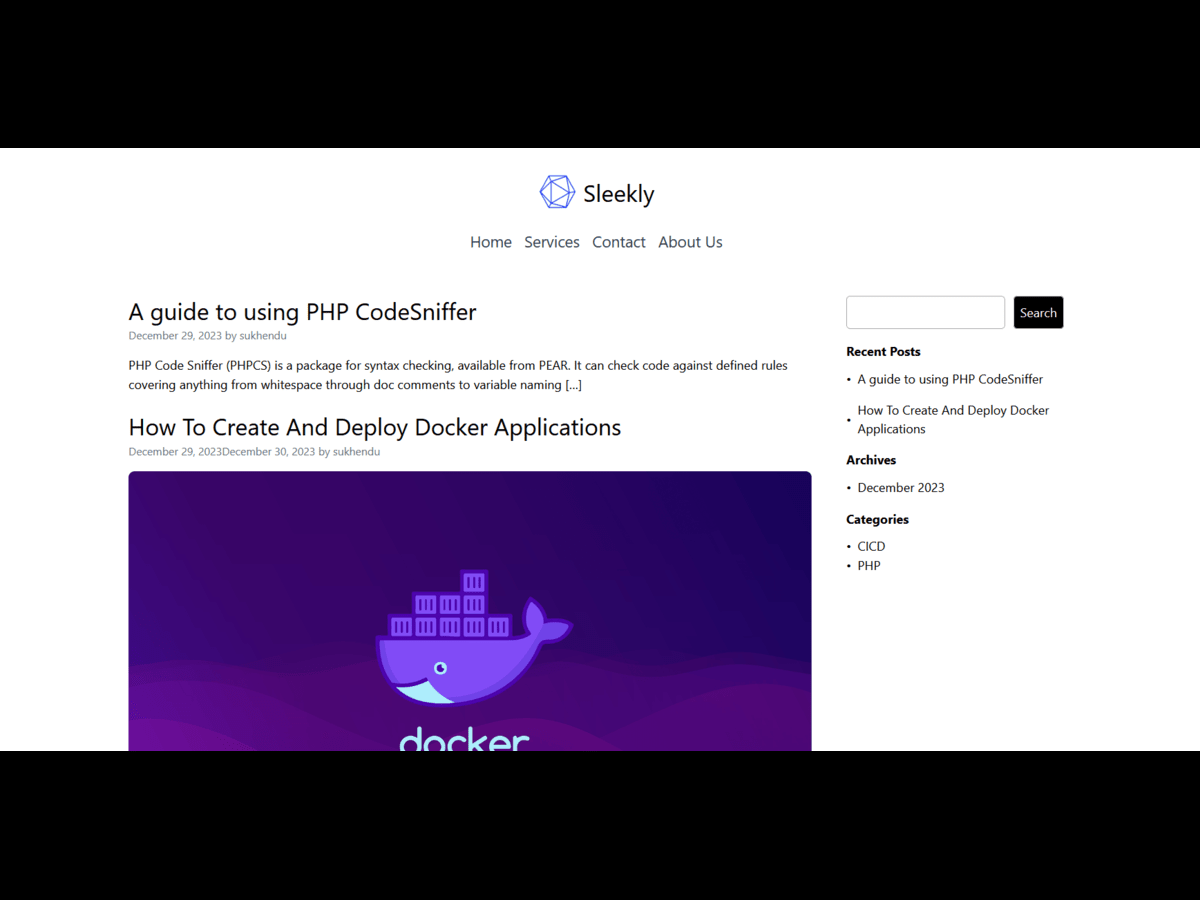 Sleekly
Home Services Contact About Us
A guide to using PHP CodeSniffer
December 29, 2023 by sukhendu
PHP Code Sniffer (PHPCS) is a package for syntax checking, available from PEAR. It can check code against defined rules
covering anything from whitespace through doc comments to variable naming [...]
How To Create And Deploy Docker Applications
December 29, 2023December 30, 2023 by sukhendu
docker
Search
Recent Posts
• A guide to using PHP CodeSniffer
• How To Create And Deploy Docker
Applications
Archives
• December 2023
Categories
• CICD
• PHP